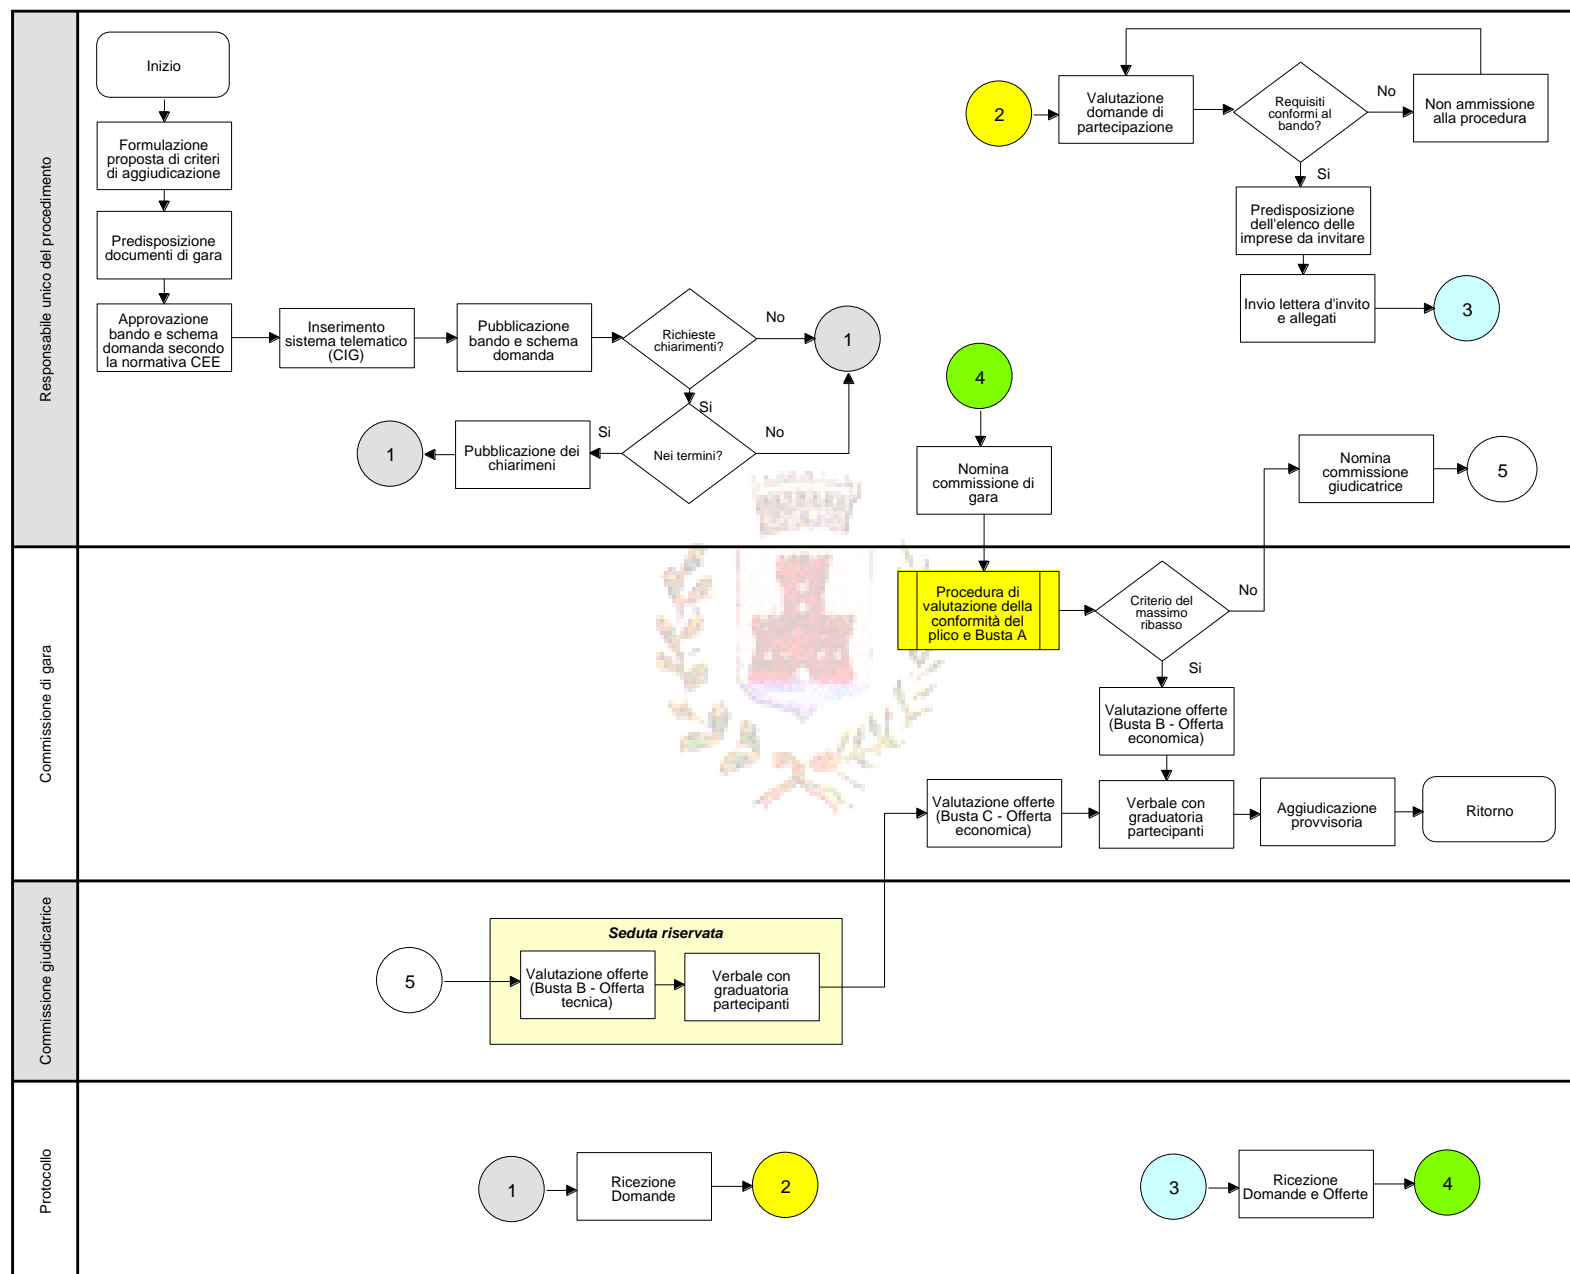 Responsabile unico del procedimento
Inizio
Formulazione
proposta di criteri
di aggiudicazione
Predisposizione
documenti di gara
Approvazione
bando e schema
domanda secondo
la normativa CEE
Inserimento
sistema telematico
(CIG)
Pubblicazione
bando e schema
domanda
Richieste
chiarimenti?
No
1
Si
Nei termini?
No
Si
Pubblicazione dei
chiarimeni
1
2
Valutazione
domande di
partecipazione
Requisiti
conformi al
bando?
No
Non ammissione
alla procedura
Si
Predisposizione
dell'elenco delle
imprese da invitare
Invio lettera d'invito
e allegati
3
4
Nomina
commissione di
gara
Nomina
commissione
giudicatrice
5
Commissione di gara
Procedura di
valutazione della
conformità del
plico e Busta A
Criterio del
massimo
ribasso
No
Si
Valutazione offerte
(Busta B - Offerta
economica)
Valutazione offerte
(Busta C - Offerta
economica)
Verbale con
graduatoria
partecipanti
Aggiudicazione
provvisoria
Ritorno
Commissione giudicatrice
5
Seduta riservata
Valutazione offerte
(Busta B - Offerta
tecnica)
Verbale con
graduatoria
partecipanti
Protocollo
1
Ricezione
Domande
2
3
Ricezione
Domande e Offerte
4